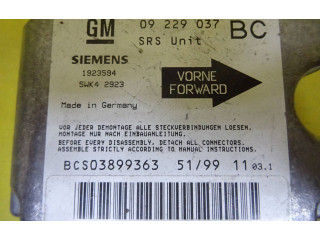 GM 09 229 037 BC
SRS Unit
SIEMENS
1923594
5WK4 2923
VORNE
FORWARD
Made in Germany
VOR JEDER DEMONTAGE ALLE STECKVERBINDUNGEN LOESEN.
MONTAGE NUR NACH EINBAUANLEITUNG.
BEFORE EVERY DISASSEMBLY, DETACH ALL CONNECTORS.
ASSEMBLE STRICTLY ACCORDING TO MANUAL INSTRUCTIONS.
BCS03899363 51/99 11 03.1